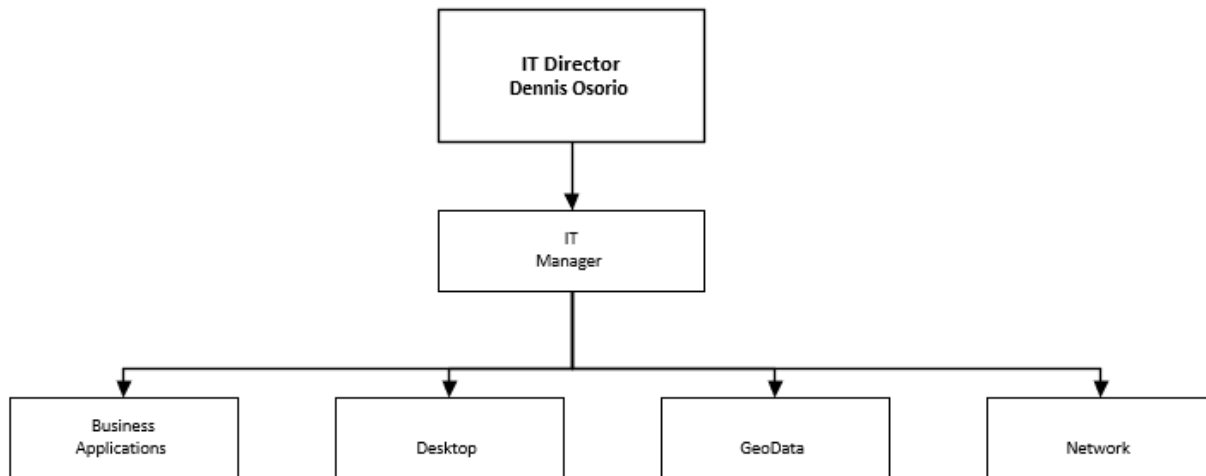 IT Director
Dennis Osorio
IT
Manager
Business
Applications
Desktop
GeoData
Network